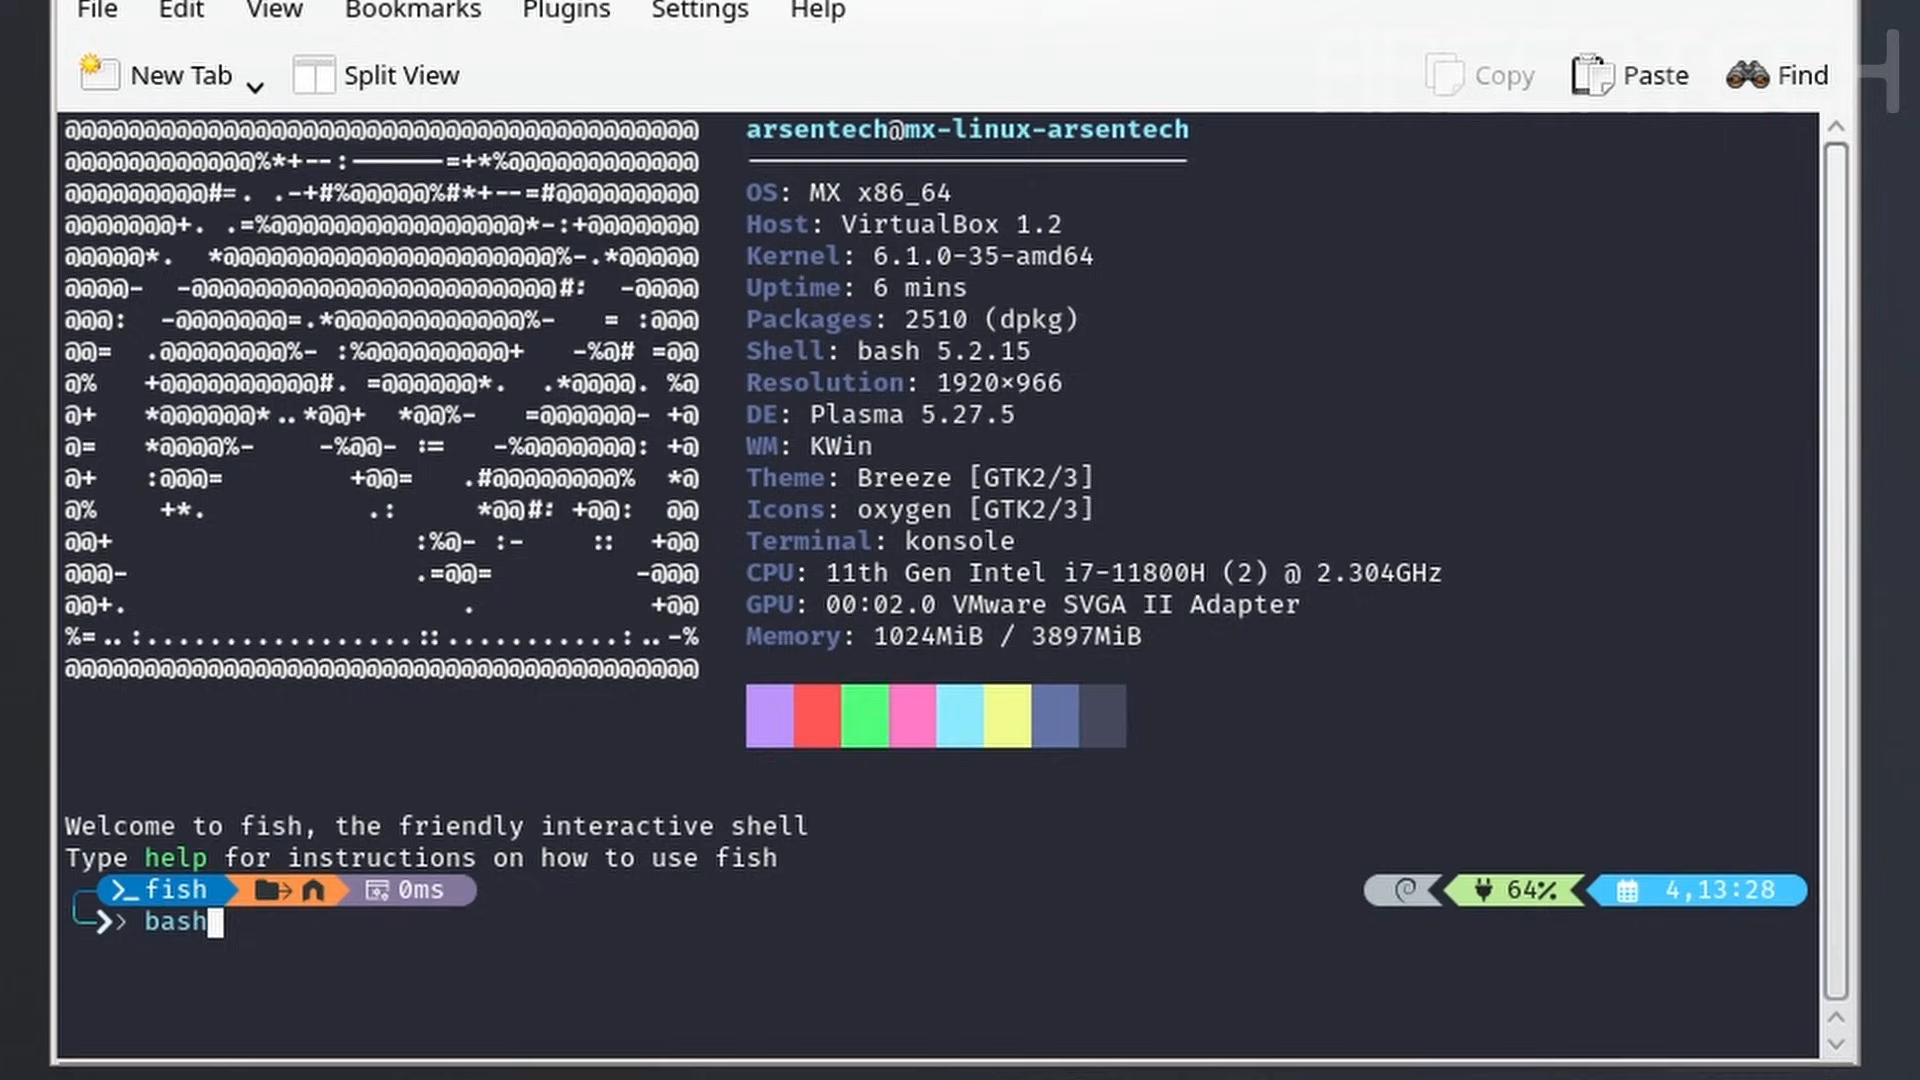 File Edit View Bookmarks Plugins Settings Help
New Tab Split View Copy Paste Find
@@@@@@@@@@@@@@@@@@@@@@@@@@@@@@@@@@@@@@@@ arsentech@mx-linux-arsentech
@@@@@@@@@@@@%*+--:──────=+*%@@@@@@@@@@@@
@@@@@@@@@#=. .-+#%@@@@@%#*+--=#@@@@@@@@@ OS: MX x86_64
@@@@@@@+. .=%@@@@@@@@@@@@@@@@*-:+@@@@@@@ Host: VirtualBox 1.2
@@@@@*.  *@@@@@@@@@@@@@@@@@@@@@%-.*@@@@@ Kernel: 6.1.0-35-amd64
@@@@-  -@@@@@@@@@@@@@@@@@@@@@@@#:  -@@@@ Uptime: 6 mins
@@@:  -@@@@@@@=.*@@@@@@@@@@@@%-   = :@@@ Packages: 2510 (dpkg)
@@=  .@@@@@@@@%- :%@@@@@@@@@+   -%@# =@@ Shell: bash 5.2.15
@%   +@@@@@@@@@@#. =@@@@@@*.  .*@@@@. %@ Resolution: 1920×966
@+   *@@@@@@*..*@@+  *@@%-   =@@@@@@- +@ DE: Plasma 5.27.5
@=   *@@@@%-    -%@@- :=   -%@@@@@@@: +@ WM: KWin
@+   :@@@=        +@@=   .#@@@@@@@@%  *@ Theme: Breeze [GTK2/3]
@%    ++*.          .:     *@@#: +@@:  @@ Icons: oxygen [GTK2/3]
@@+                   :%@- :-    ::  +@@ Terminal: konsole
@@@-                  .=@@=         -@@@ CPU: 11th Gen Intel i7-11800H (2) @ 2.304GHz
@@+.                     .           +@@ GPU: 00:02.0 VMware SVGA II Adapter
%=..:.................::...........:..-% Memory: 1024MiB / 3897MiB
@@@@@@@@@@@@@@@@@@@@@@@@@@@@@@@@@@@@@@@@
Welcome to fish, the friendly interactive shell
Type help for instructions on how to use fish
>_ fish 0ms 64% 4,13:28
bash